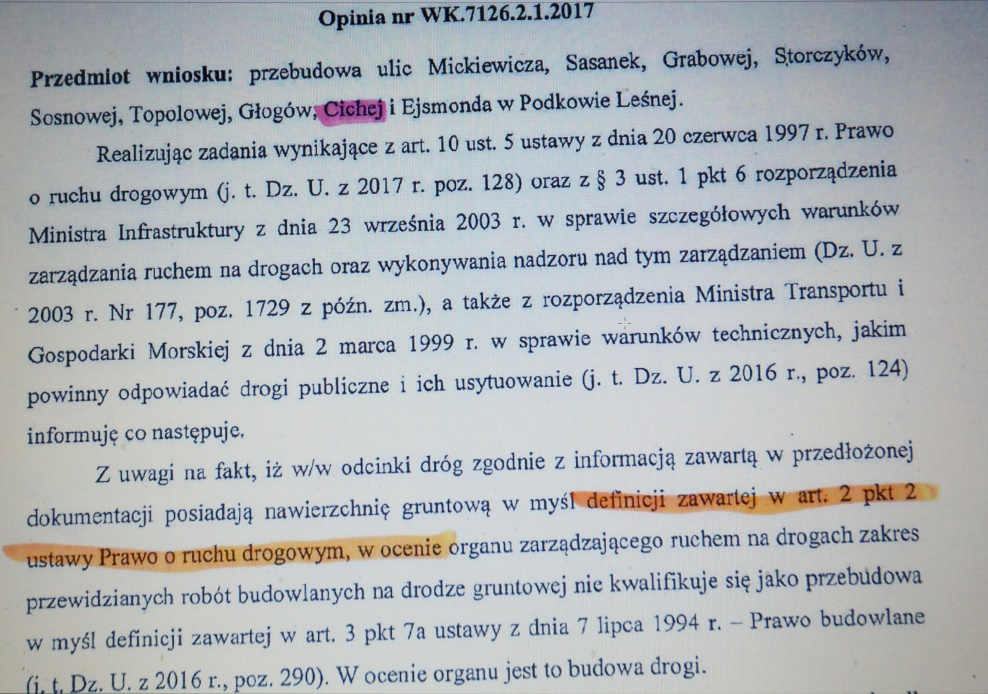 Opinia nr WK.7126.2.1.2017
Przedmiot wniosku: przebudowa ulic Mickiewicza, Sasanek, Grabowej, Storczyków,
Sosnowej, Topolowej, Głogów, Cichej i Ejsmonda w Podkowie Leśnej.
Realizując zadania wynikające z art. 10 ust. 5 ustawy z dnia 20 czerwca 1997 r. Prawo
o ruchu drogowym (j. t. Dz. U. z 2017 r. poz. 128) oraz z § 3 ust. 1 pkt 6 rozporządzenia
Ministra Infrastruktury z dnia 23 września 2003 r. w sprawie szczegółowych warunków
zarządzania ruchem na drogach oraz wykonywania nadzoru nad tym zarządzaniem (Dz. U. z
2003 r. Nr 177, poz. 1729 z późn. zm.), a także z rozporządzenia Ministra Transportu i
Gospodarki Morskiej z dnia 2 marca 1999 r. w sprawie warunków technicznych, jakim
powinny odpowiadać drogi publiczne i ich usytuowanie (j. t. Dz. U. z 2016 r., poz. 124)
informuję co następuje.
Z uwagi na fakt, iż w/w odcinki dróg zgodnie z informacją zawartą w przedłożonej
dokumentacji posiadają nawierzchnię gruntową w myśl definicji zawartej w art. 2 pkt 2
ustawy Prawo o ruchu drogowym, w ocenie organu zarządzającego ruchem na drogach zakres
przewidzianych robót budowlanych na drodze gruntowej nie kwalifikuje się jako przebudowa
w myśl definicji zawartej w art. 3 pkt 7a ustawy z dnia 7 lipca 1994 r. – Prawo budowlane
(j. t. Dz. U. z 2016 r., poz. 290). W ocenie organu jest to budowa drogi.